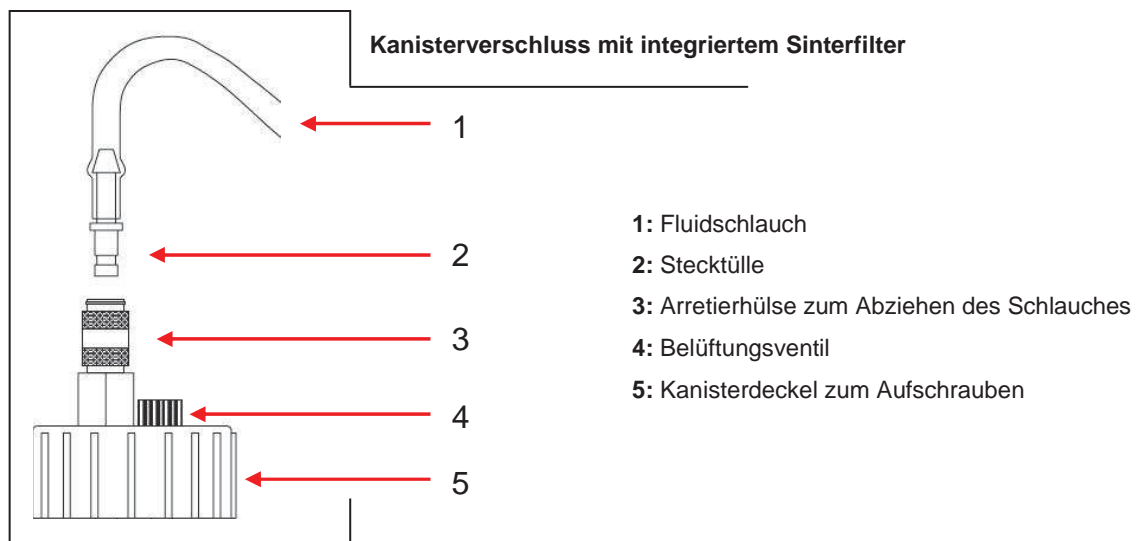 Kanisterverschluss mit integriertem Sinterfilter
1
2
3
4
5
1: Fluidschlauch
2: Stecktülle
3: Arretierhülse zum Abziehen des Schlauches
4: Belüftungsventil
5: Kanisterdeckel zum Aufschrauben